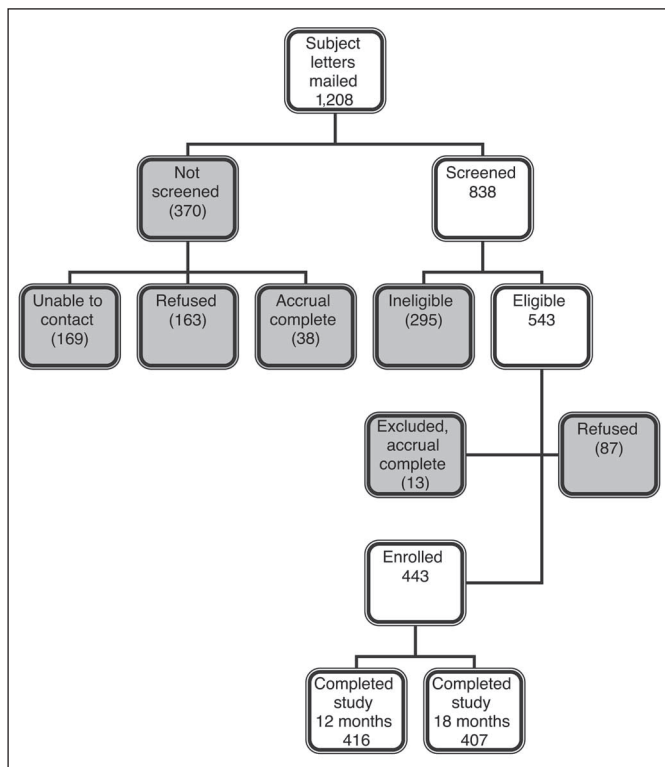 Subject
letters
mailed
1,208
Not
screened
(370)
Screened
838
Unable to
contact
(169)
Refused
(163)
Accrual
complete
(38)
Ineligible
(295)
Eligible
543
Excluded,
accrual
complete
(13)
Refused
(87)
Enrolled
443
Completed
study
12 months
416
Completed
study
18 months
407